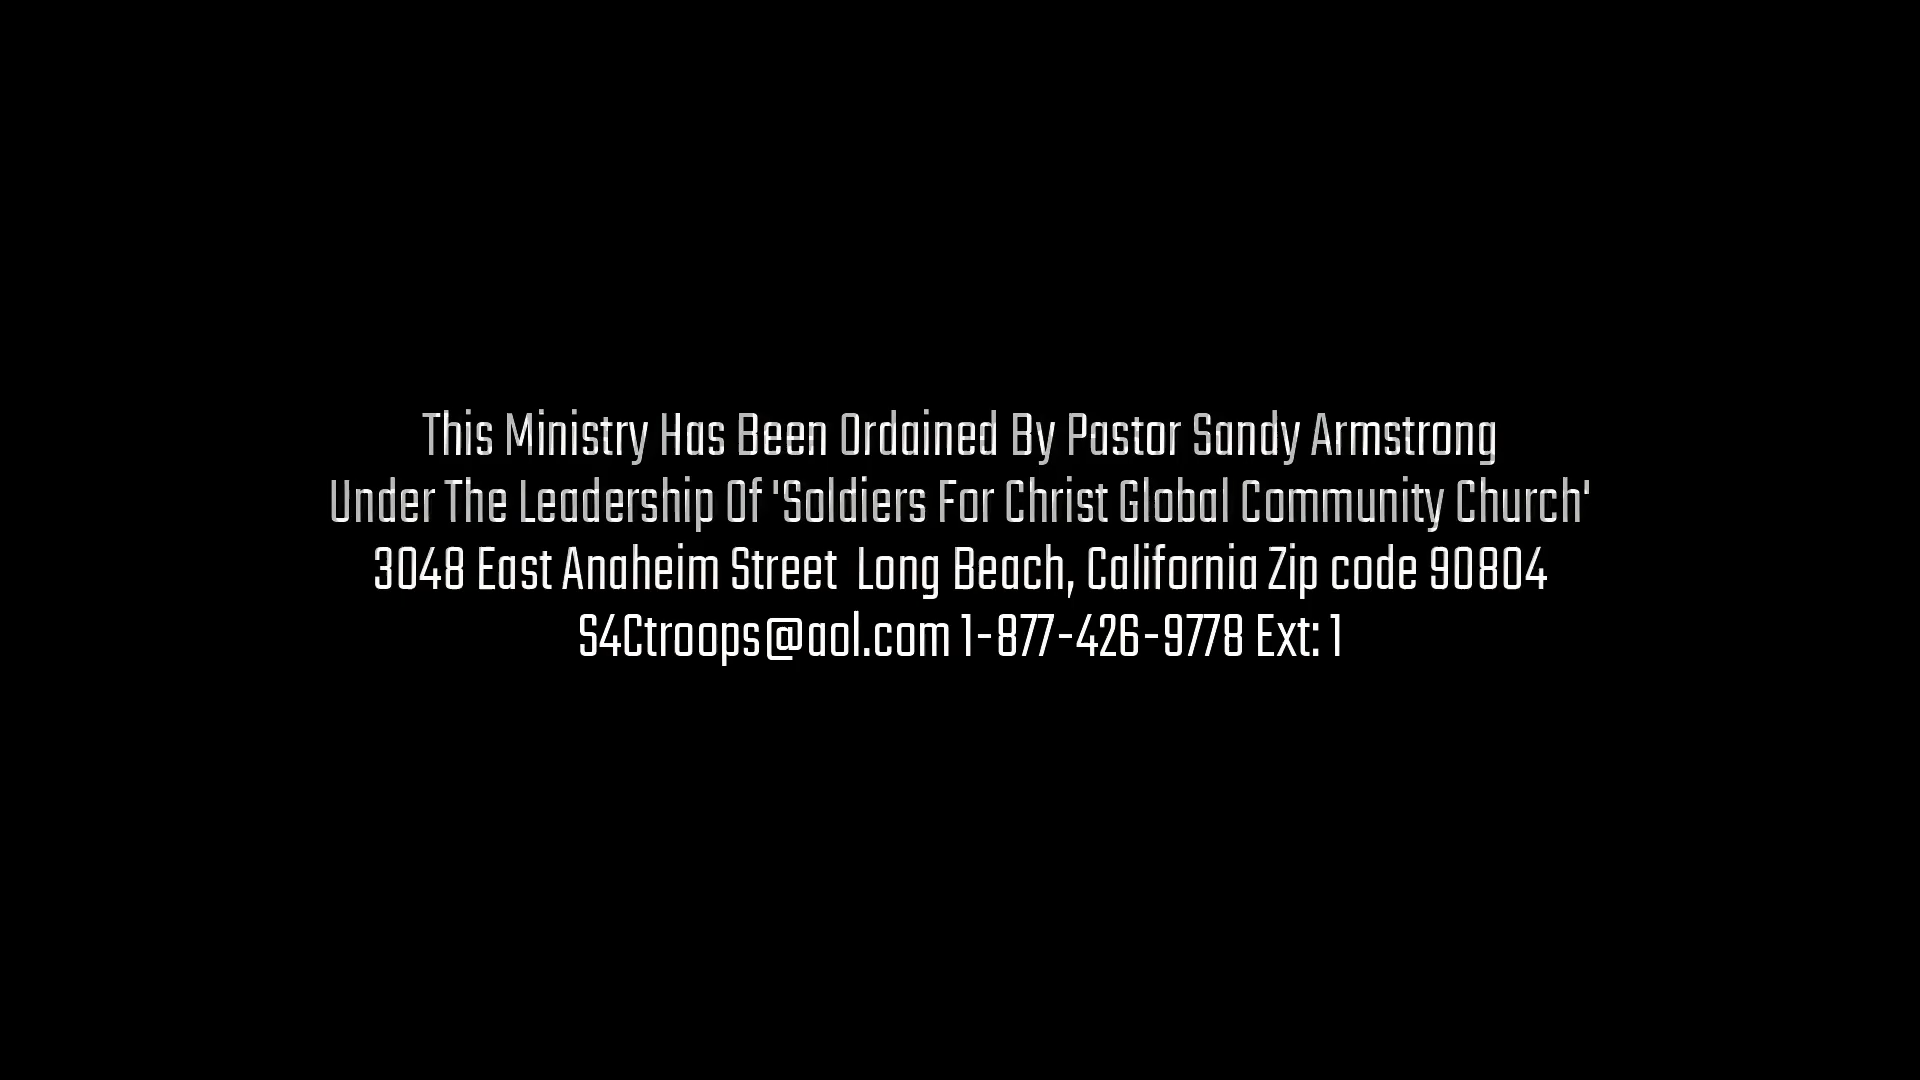 This Ministry Has Been Ordained By Pastor Sandy Armstrong
Under The Leadership Of 'Soldiers For Christ Global Community Church'
3048 East Anaheim Street  Long Beach, California Zip code 90804
S4Ctroops@aol.com 1-877-426-9778 Ext: 1